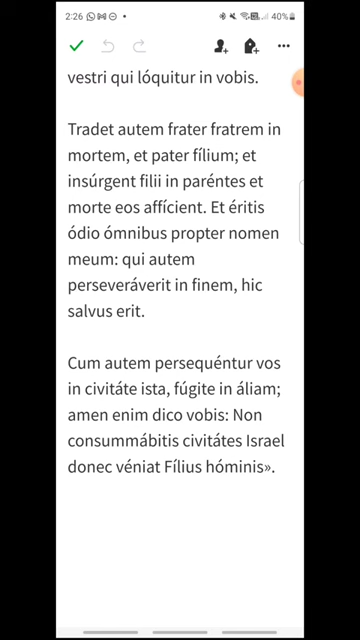 2:26
40%
vestri qui lóquitur in vobis.
Tradet autem frater fratrem in
mortem, et pater fílium; et
insúrgent filii in paréntes et
morte eos affícient. Et éritis
ódio ómnibus propter nomen
meum: qui autem
perseveráverit in finem, hic
salvus erit.
Cum autem persequéntur vos
in civitáte ista, fúgite in áliam;
amen enim dico vobis: Non
consummábitis civitátes Israel
donec véniat Fílius hóminis».